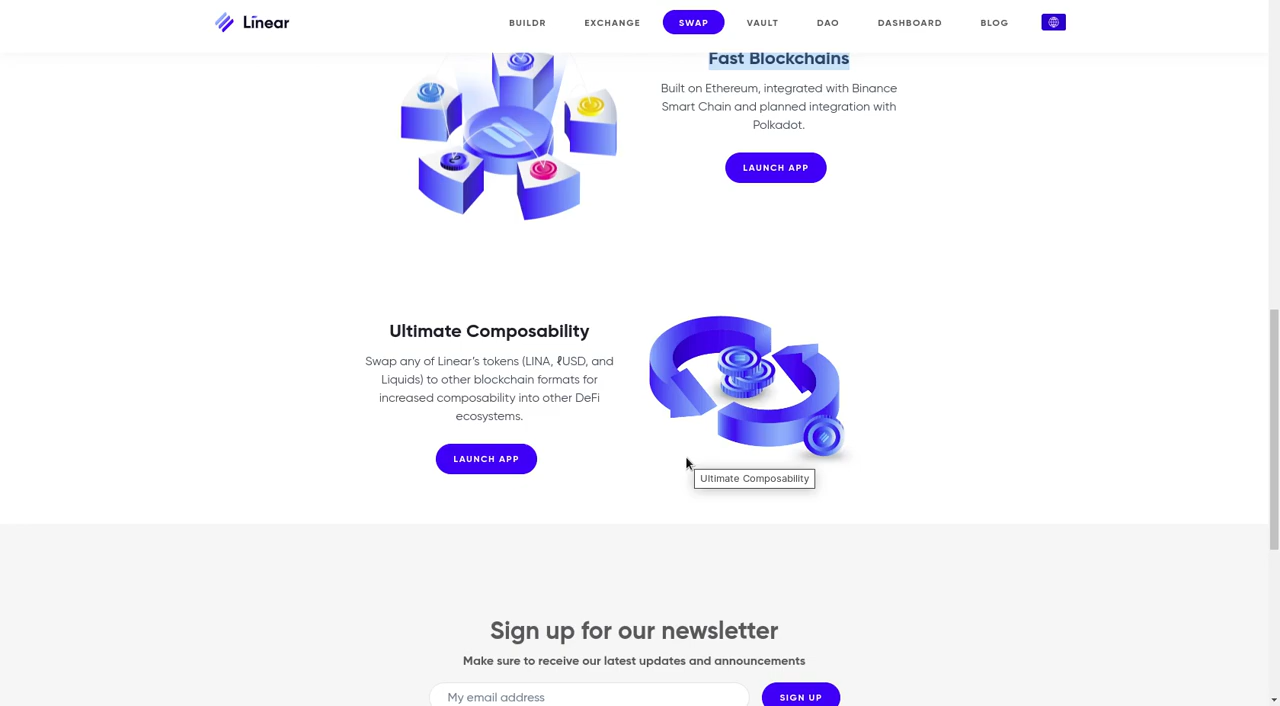 Linear
BUILDR
EXCHANGE
SWAP
VAULT
DAO
DASHBOARD
BLOG
Fast Blockchains
Built on Ethereum, integrated with Binance
Smart Chain and planned integration with
Polkadot.
LAUNCH APP
Ultimate Composability
Swap any of Linear's tokens (LINA, ℓUSD, and
Liquids) to other blockchain formats for
increased composability into other DeFi
ecosystems.
LAUNCH APP
Ultimate Composability
Sign up for our newsletter
Make sure to receive our latest updates and announcements
My email address
SIGN UP